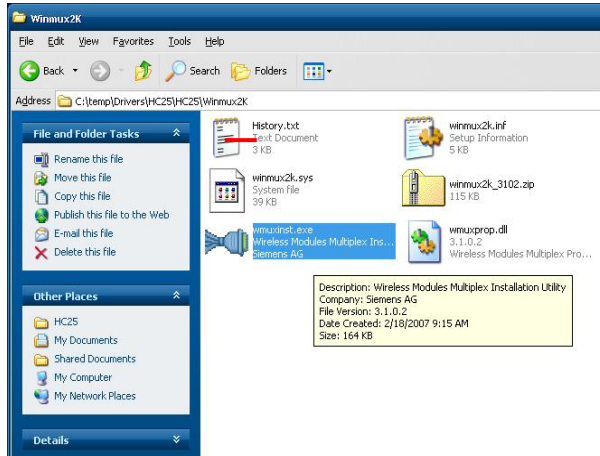 Winmux2K
File Edit View Favorites Tools Help
Back Search Folders
Address C:\temp\Drivers\HC25\HC25\Winmux2K
File and Folder Tasks
Rename this file
Move this file
Copy this file
Publish this file to the Web
E-mail this file
Delete this file
Other Places
HC25
My Documents
Shared Documents
My Computer
My Network Places
Details
History.txt
Text Document
3 KB
winmux2k.inf
Setup Information
5 KB
winmux2k.sys
System file
39 KB
winmux2k_3102.zip
115 KB
wmuxinst.exe
Wireless Modules Multiplex Ins...
Siemens AG
wmuxprop.dll
3.1.0.2
Wireless Modules Multiplex Pro...
Description: Wireless Modules Multiplex Installation Utility
Company: Siemens AG
File Version: 3.1.0.2
Date Created: 2/18/2007 9:15 AM
Size: 164 KB